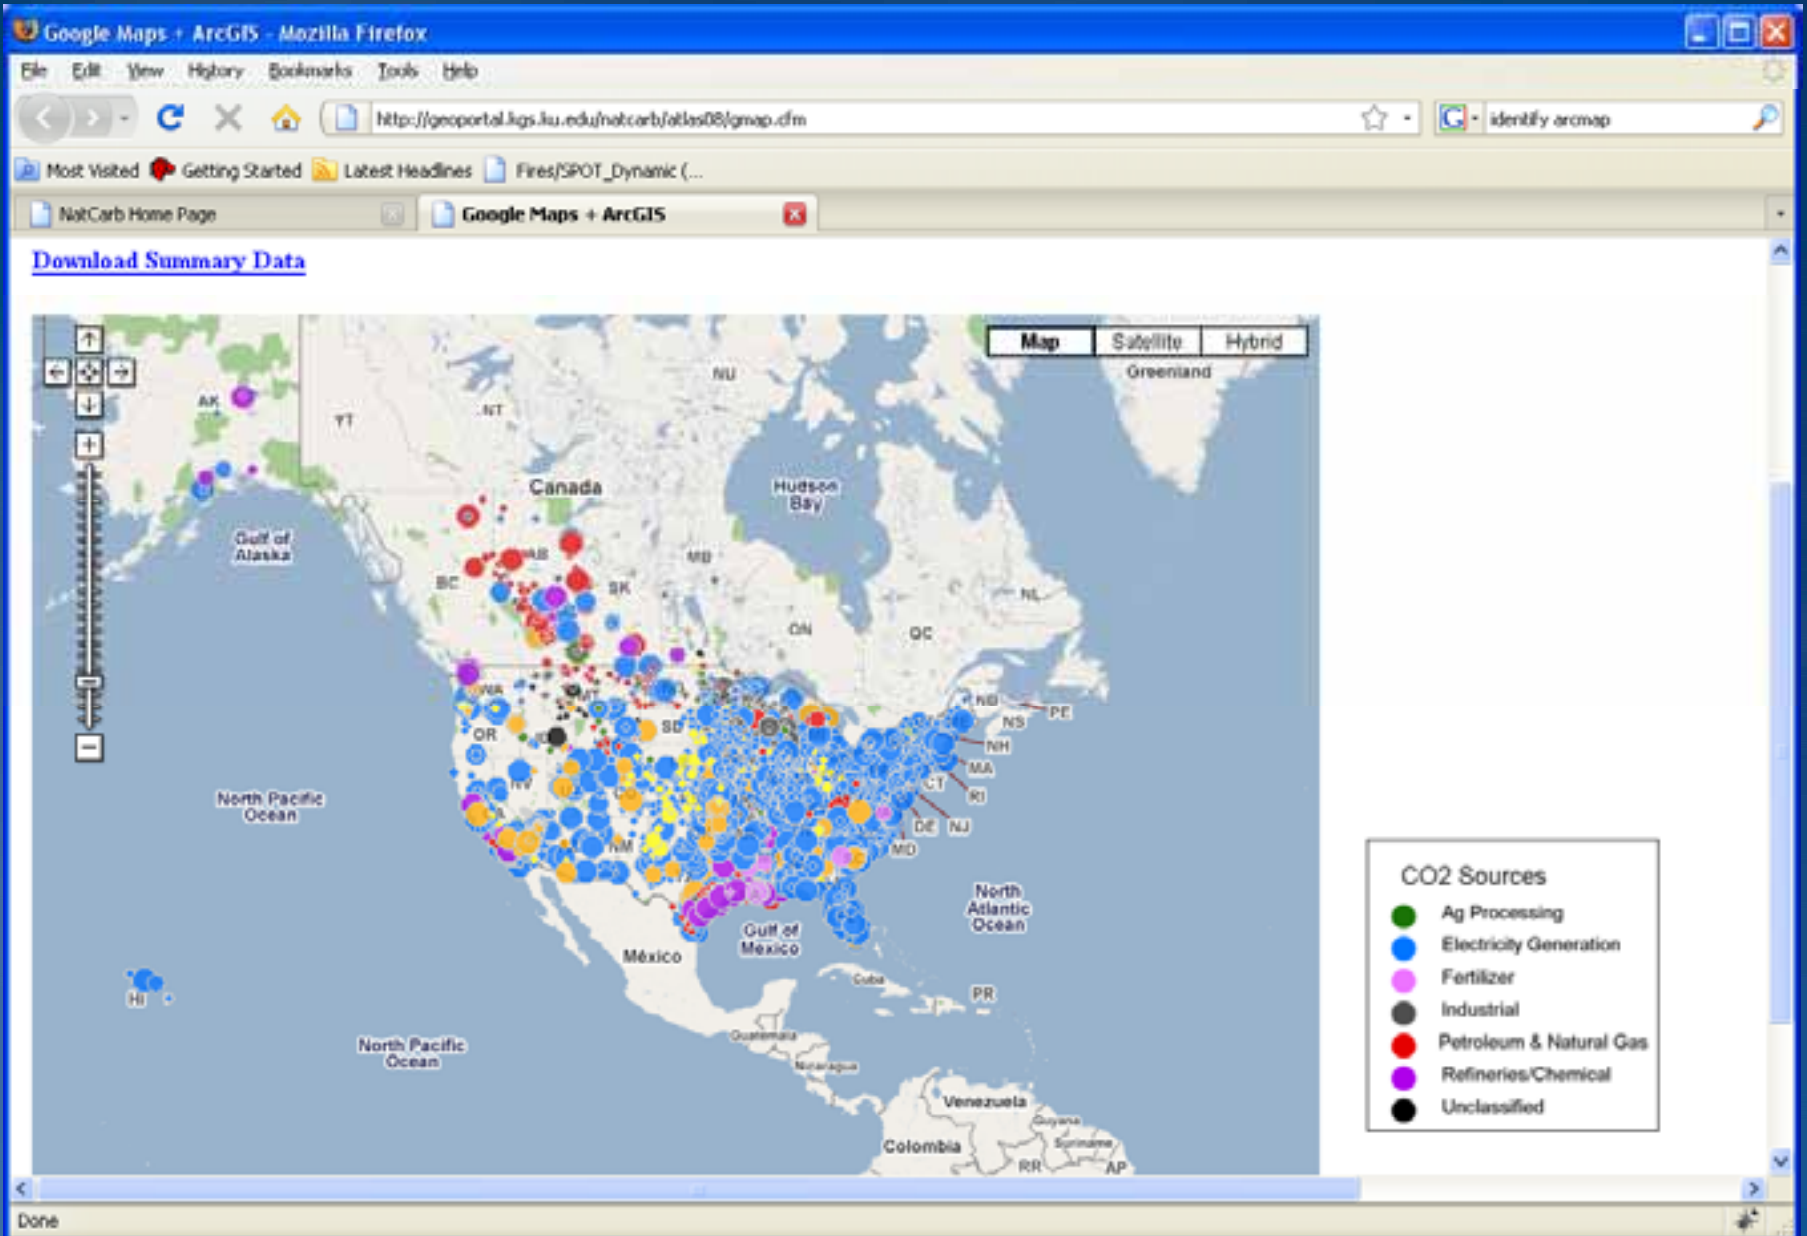 Google Maps + ArcGIS - Mozilla Firefox
File Edit View History Bookmarks Tools Help
http://geoportal.kgs.ku.edu/natcarb/atlas08/gmap.cfm
identify arcmap
Most Visited Getting Started Latest Headlines Fires/SPOT_Dynamic (...
NatCarb Home Page
Google Maps + ArcGIS
Download Summary Data
Map Satellite Hybrid
Greenland
NU
AK
NT
YT
Canada
Hudson
Bay
Gulf of
Alaska
AB
MB
BC
SK
NL
ON
QC
WA
MT
NB
PE
NS
OR
SD
NH
MA
NV
CT
RI
North Pacific
Ocean
DE
NJ
NM
MD
North
Atlantic
Ocean
Gulf of
Mexico
México
Cuba
HI
PR
Guatemala
North Pacific
Ocean
Nicaragua
Venezuela
Guyana
Colombia
Suriname
RR
AP
CO2 Sources
Ag Processing
Electricity Generation
Fertilizer
Industrial
Petroleum & Natural Gas
Refineries/Chemical
Unclassified
Done